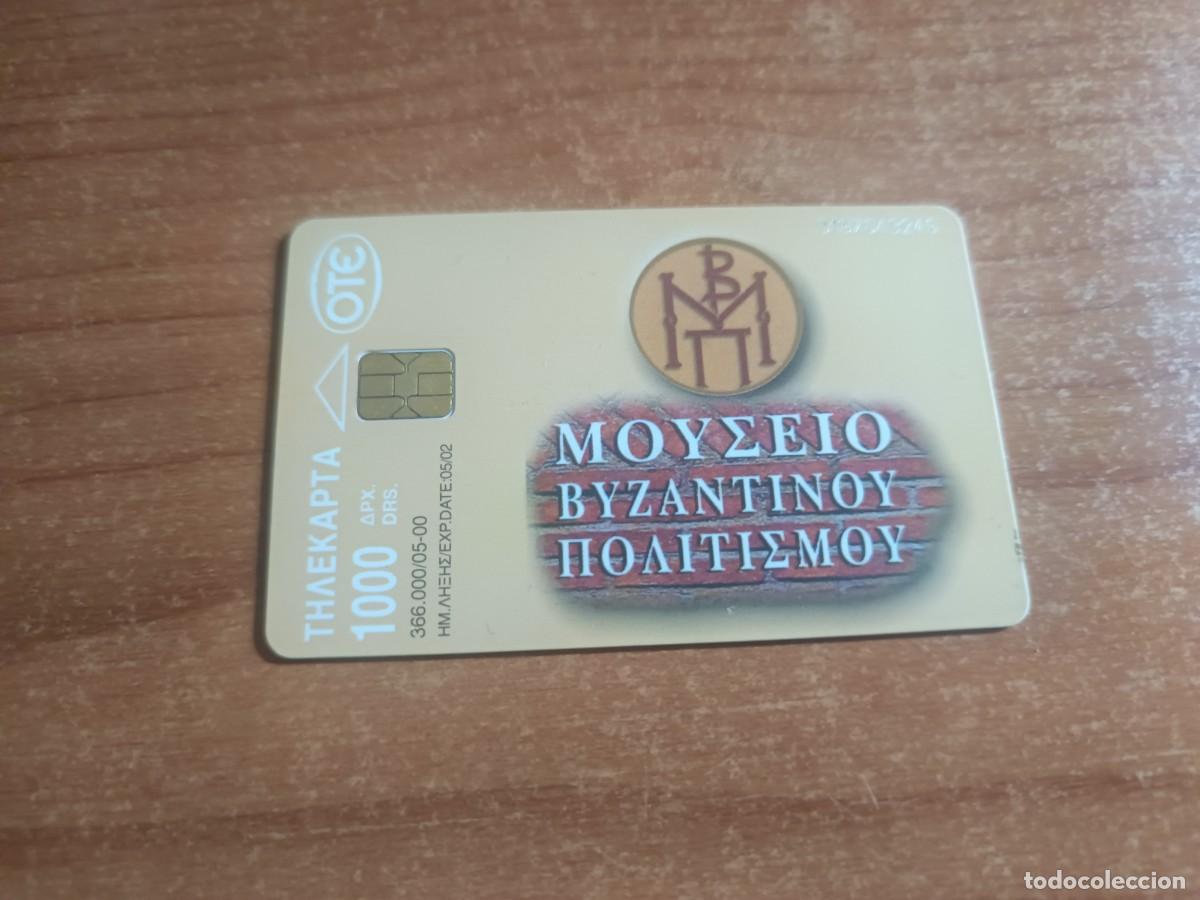 OTE
ΤΗΛΕΚΑΡΤΑ
1000 ΔΡΧ.
DRS.
366.000/05-00
ΗΜ.ΛΗΞΗΣ/EXP.DATE:05/02
ΜΟΥΣΕΙΟ
ΒΥΖΑΝΤΙΝΟΥ
ΠΟΛΙΤΙΣΜΟΥ
todocoleccion